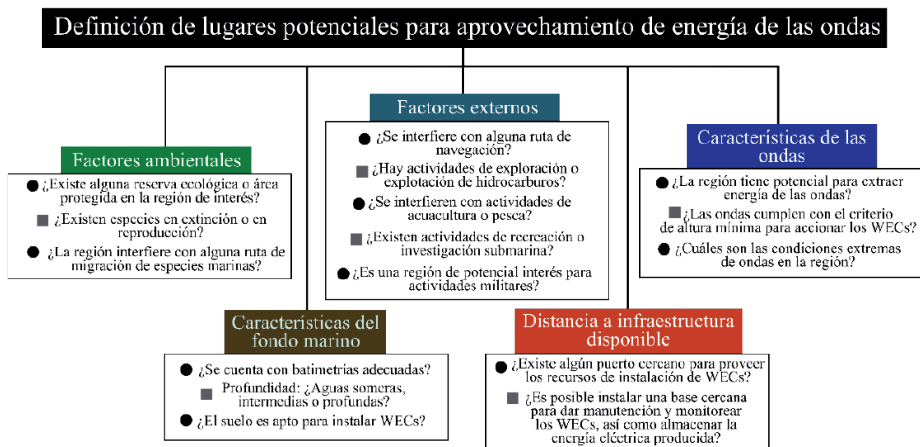 Definición de lugares potenciales para aprovechamiento de energía de las ondas
Factores ambientales
● ¿Existe alguna reserva ecológica o área
protegida en la región de interés?
■ ¿Existen especies en extinción o en
reproducción?
● ¿La región interfiere con alguna ruta de
migración de especies marinas?
Factores externos
● ¿Se interfiere con alguna ruta de
navegación?
■ ¿Hay actividades de exploración o
explotación de hidrocarburos?
● ¿Se interfieren con actividades de
acuacultura o pesca?
■ ¿Existen actividades de recreación o
investigación submarina?
● ¿Es una región de potencial interés para
actividades militares?
Características de las
ondas
● ¿La región tiene potencial para extraer
energía de las ondas?
■ ¿Las ondas cumplen con el criterio
de altura mínima para accionar los WECs?
● ¿Cuáles son las condiciones extremas
de ondas en la región?
Características del
fondo marino
● ¿Se cuenta con batimetrías adecuadas?
■ Profundidad: ¿Aguas someras,
intermedias o profundas?
● ¿El suelo es apto para instalar WECs?
Distancia a infraestructura
disponible
● ¿Existe algún puerto cercano para proveer
los recursos de instalación de WECs?
■ ¿Es posible instalar una base cercana
para dar manutención y monitorear
los WECs, así como almacenar la
energía eléctrica producida?